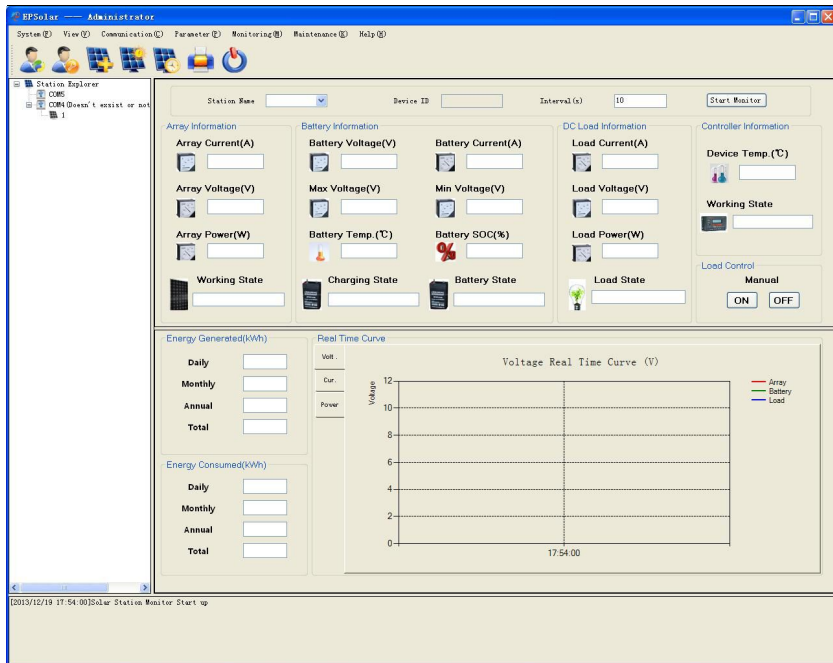 EPSolar —— Administrator
System(F) View(V) Communication(C) Parameter(P) Monitoring(M) Maintenance(K) Help(H)
Station Explorer
COM5
COM4(Doesn't exsist or not
1
Station Name Device ID Interval(s) 10 Start Monitor
Array Information
Array Current(A)
Array Voltage(V)
Array Power(W)
Working State
Battery Information
Battery Voltage(V) Battery Current(A)
Max Voltage(V) Min Voltage(V)
Battery Temp.(℃) Battery SOC(%)
Charging State Battery State
DC Load Information
Load Current(A)
Load Voltage(V)
Load Power(W)
Load State
Controller Information
Device Temp.(℃)
Working State
Load Control
Manual
ON OFF
Energy Generated(kWh)
Daily
Monthly
Annual
Total
Energy Consumed(kWh)
Daily
Monthly
Annual
Total
Real Time Curve
Volt .
Cur.
Power
Voltage Real Time Curve (V)
Voltage
12
10
8
6
4
2
0
17:54:00
Array
Battery
Load
[2013/12/19 17:54:00]Solar Station Monitor Start up